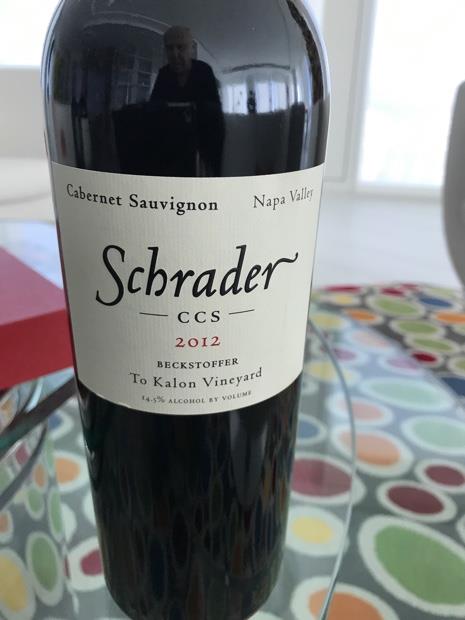 Cabernet Sauvignon Napa Valley
Schrader
— CCS —
2012
BECKSTOFFER
To Kalon Vineyard
14.5% ALCOHOL BY VOLUME